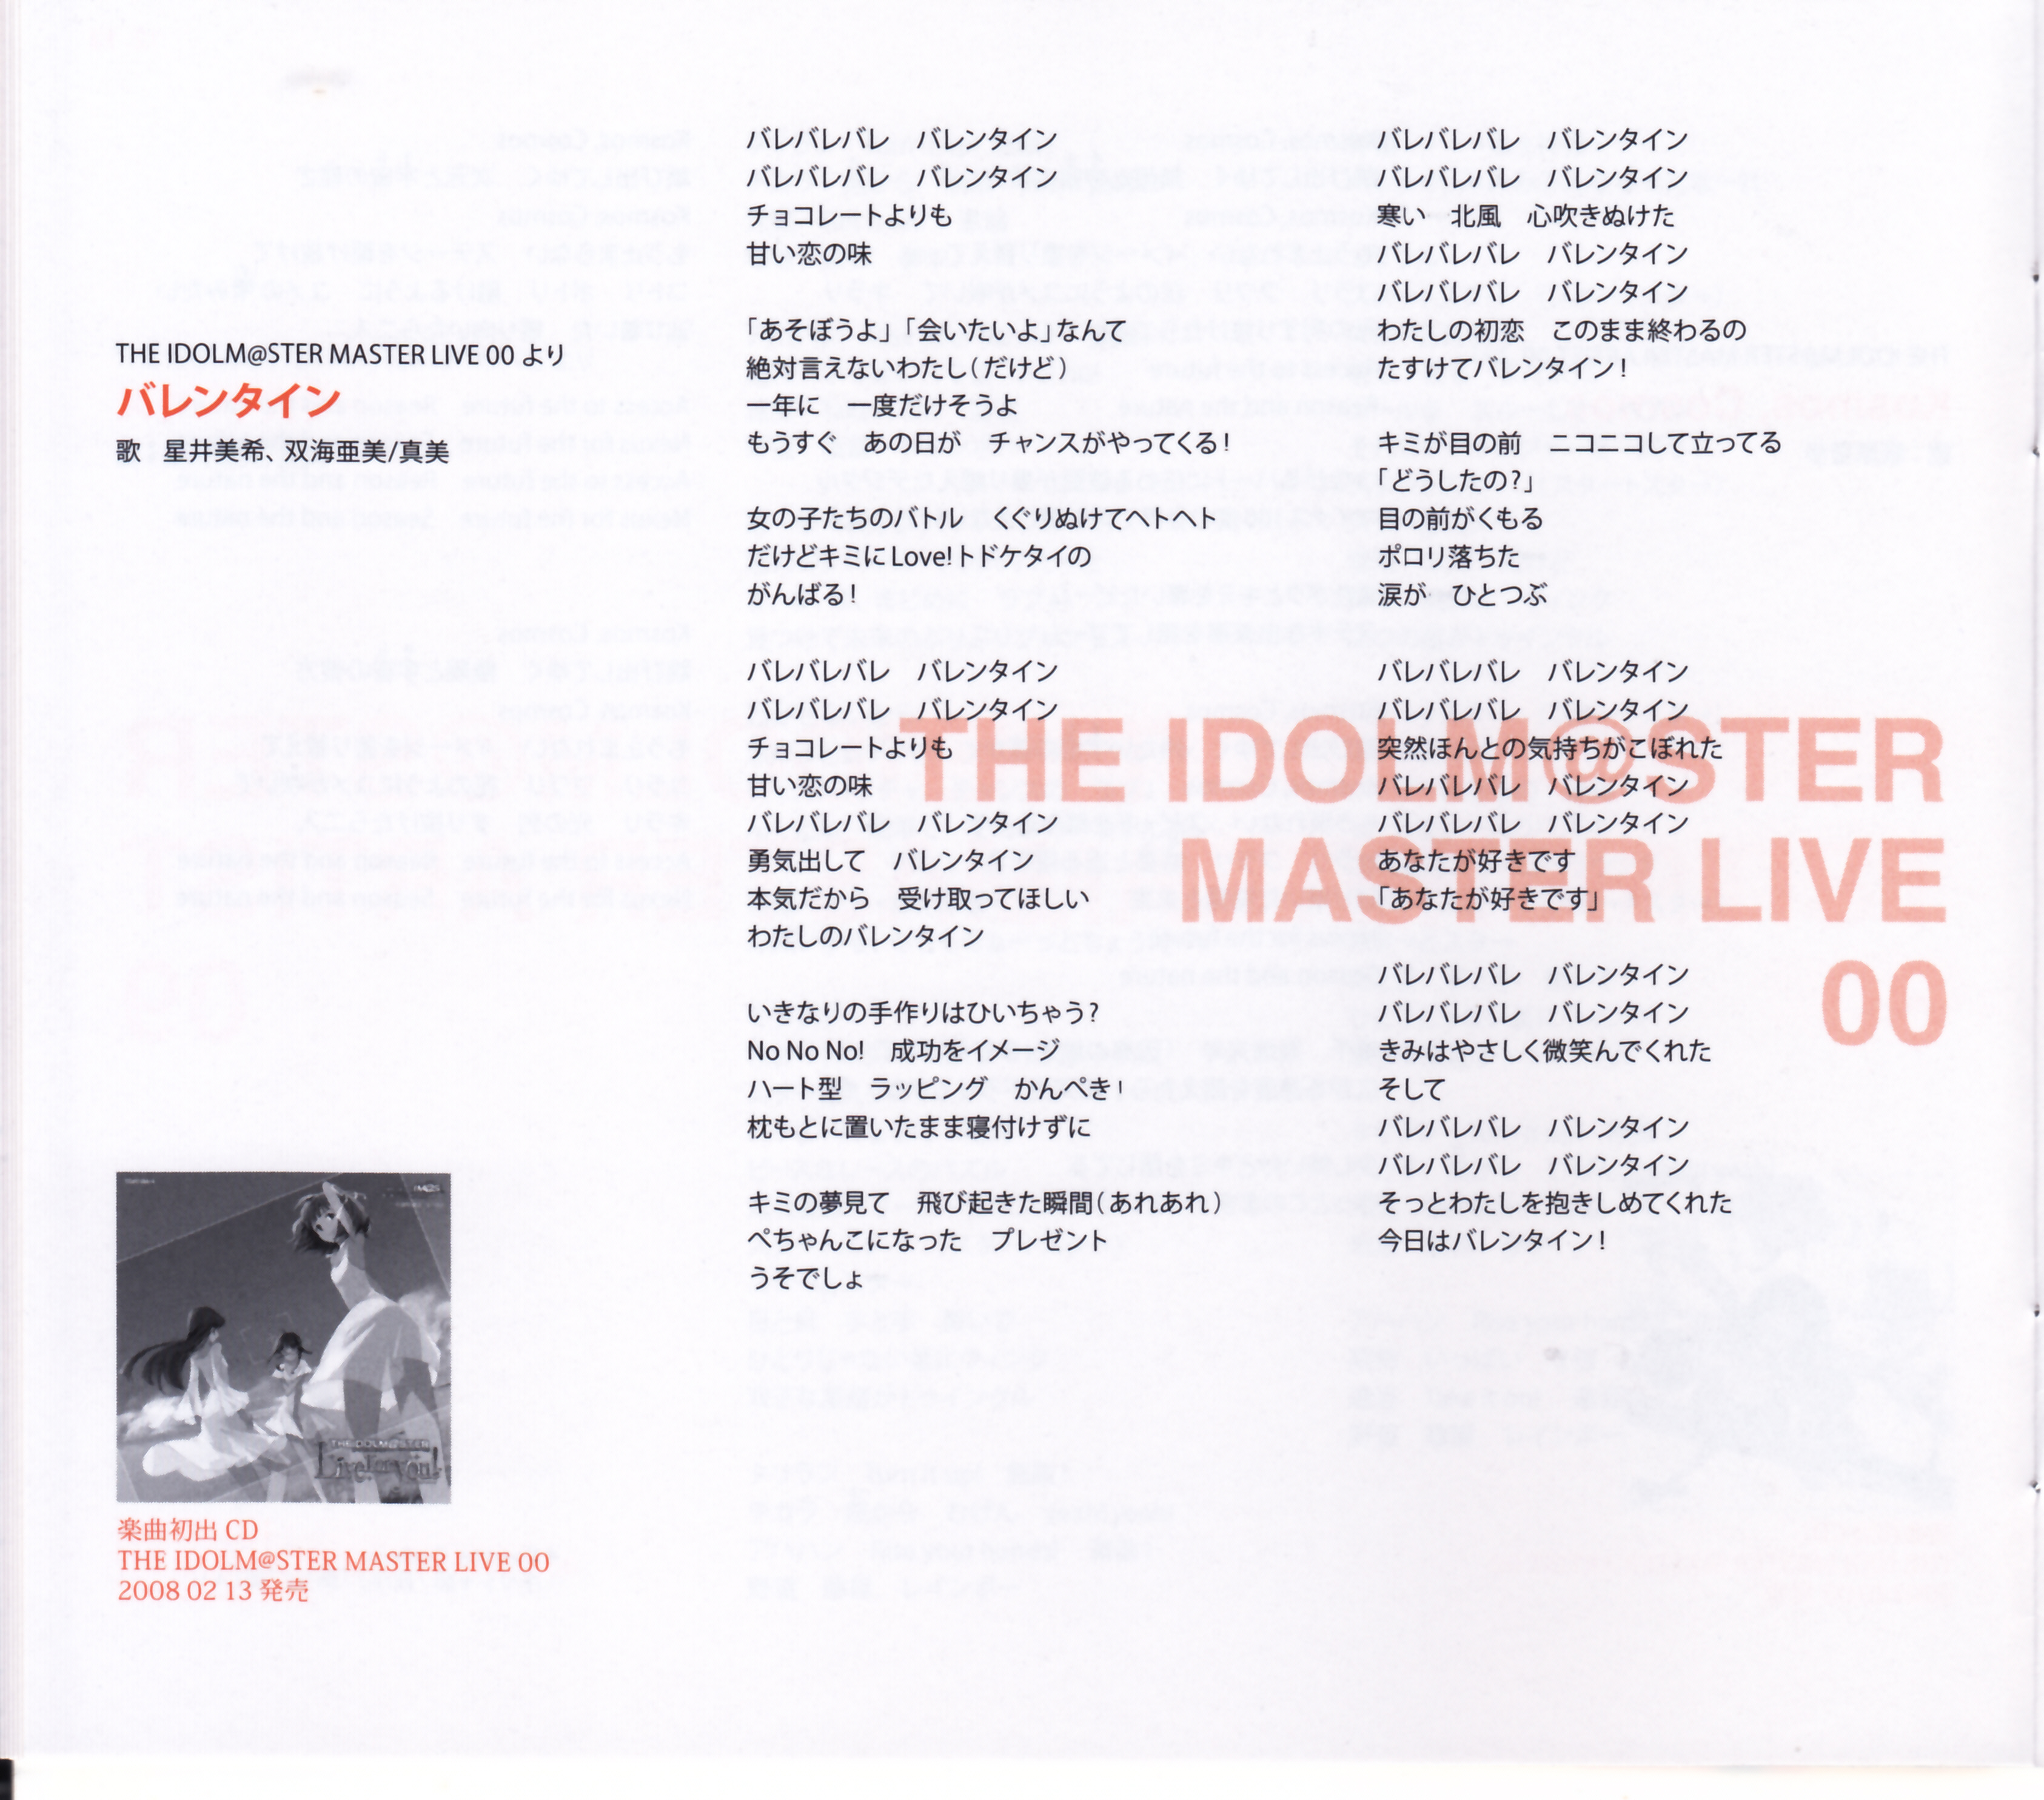 THE IDOLM@STER MASTER LIVE 00 より
バレンタイン
歌　星井美希、双海亜美/真美
バレバレバレ　バレンタイン
バレバレバレ　バレンタイン
チョコレートよりも
甘い恋の味
「あそぼうよ」「会いたいよ」なんて
絶対言えないわたし（だけど）
一年に　一度だけそうよ
もうすぐ　あの日が　チャンスがやってくる！
女の子たちのバトル　くぐりぬけてヘトヘト
だけどキミに Love!トドケタイの
がんばる！
バレバレバレ　バレンタイン
バレバレバレ　バレンタイン
チョコレートよりも
甘い恋の味
バレバレバレ　バレンタイン
勇気出して　バレンタイン
本気だから　受け取ってほしい
わたしのバレンタイン
いきなりの手作りはひいちゃう？
No No No!　成功をイメージ
ハート型　ラッピング　かんぺき！
枕もとに置いたまま寝付けずに
キミの夢見て　飛び起きた瞬間（あれあれ）
ぺちゃんこになった　プレゼント
うそでしょ
バレバレバレ　バレンタイン
バレバレバレ　バレンタイン
寒い　北風　心吹きぬけた
バレバレバレ　バレンタイン
バレバレバレ　バレンタイン
わたしの初恋　このまま終わるの
たすけてバレンタイン！
キミが目の前　ニコニコして立ってる
「どうしたの？」
目の前がくもる
ポロリ落ちた
涙が　ひとつぶ
バレバレバレ　バレンタイン
バレバレバレ　バレンタイン
突然ほんとの気持ちがこぼれた
バレバレバレ　バレンタイン
バレバレバレ　バレンタイン
あなたが好きです
「あなたが好きです」
バレバレバレ　バレンタイン
バレバレバレ　バレンタイン
きみはやさしく微笑んでくれた
そして
バレバレバレ　バレンタイン
バレバレバレ　バレンタイン
そっとわたしを抱きしめてくれた
今日はバレンタイン！
THE IDOLM@STER
MASTER LIVE
00
THE IDOLM@STER
Live for you!
楽曲初出 CD
THE IDOLM@STER MASTER LIVE 00
2008 02 13 発売